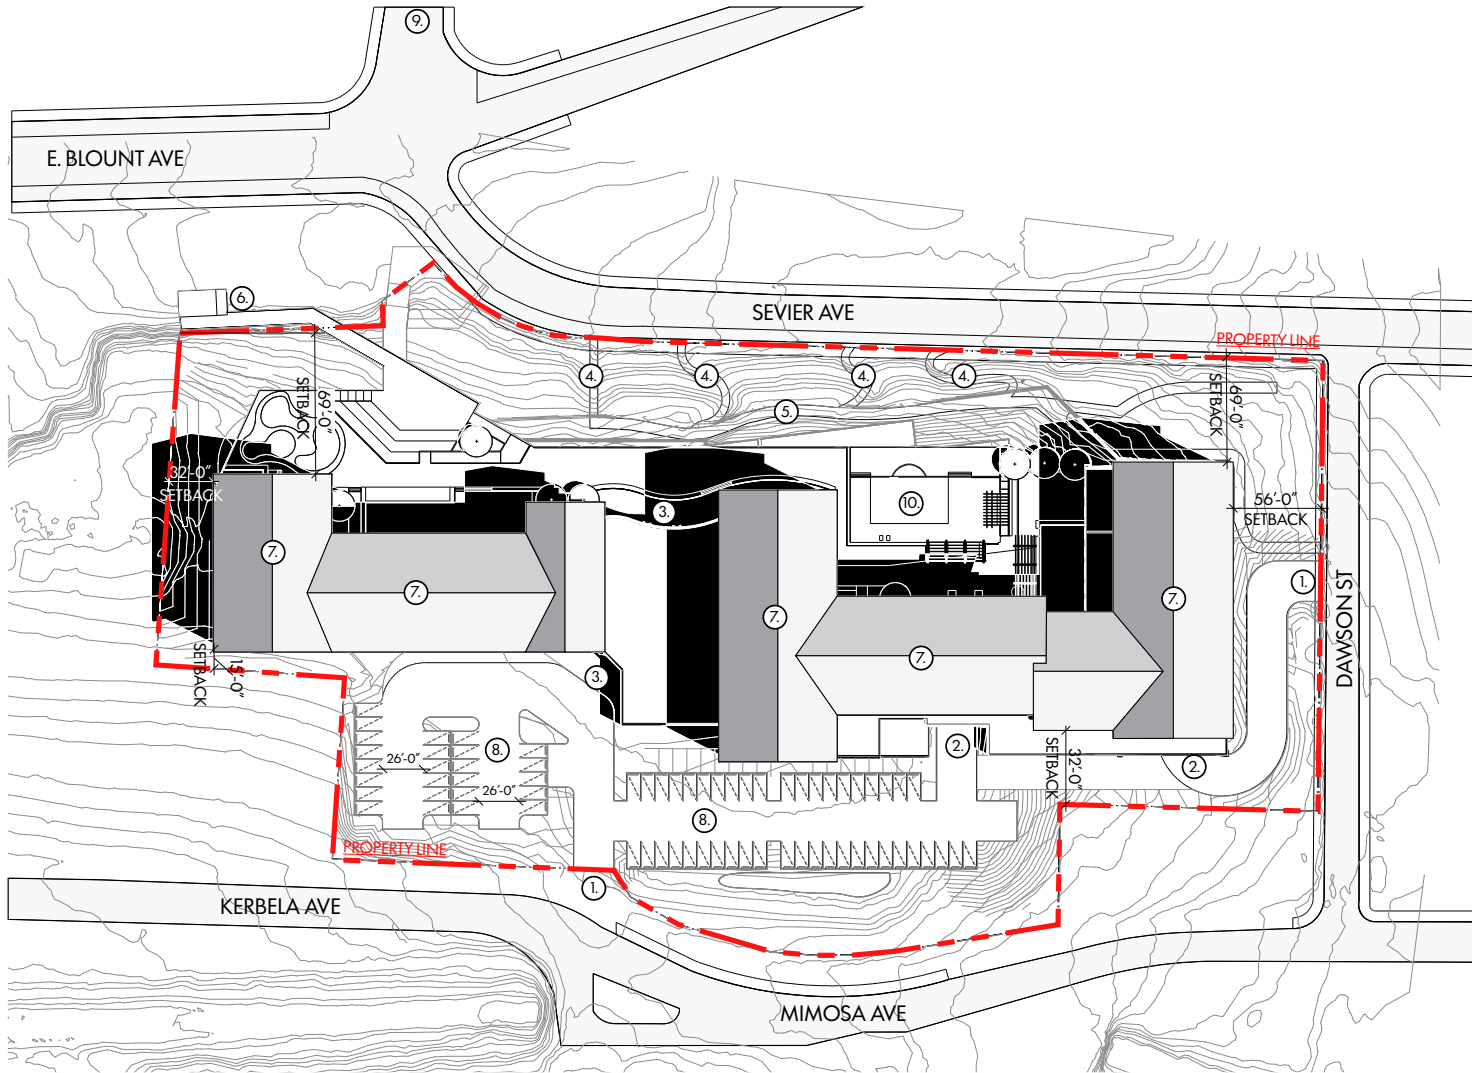 9.
E. BLOUNT AVE
6.
SEVIER AVE
PROPERTY LINE
4.
4.
4.
4.
5.
69'-0"
SETBACK
69'-0"
SETBACK
32'-0"
SETBACK
10.
3.
56'-0"
SETBACK
7.
7.
7.
7.
7.
1.
DAWSON ST
15'-0"
SETBACK
3.
8.
26'-0"
26'-0"
2.
2.
32'-0"
SETBACK
8.
PROPERTY LINE
1.
KERBELA AVE
MIMOSA AVE